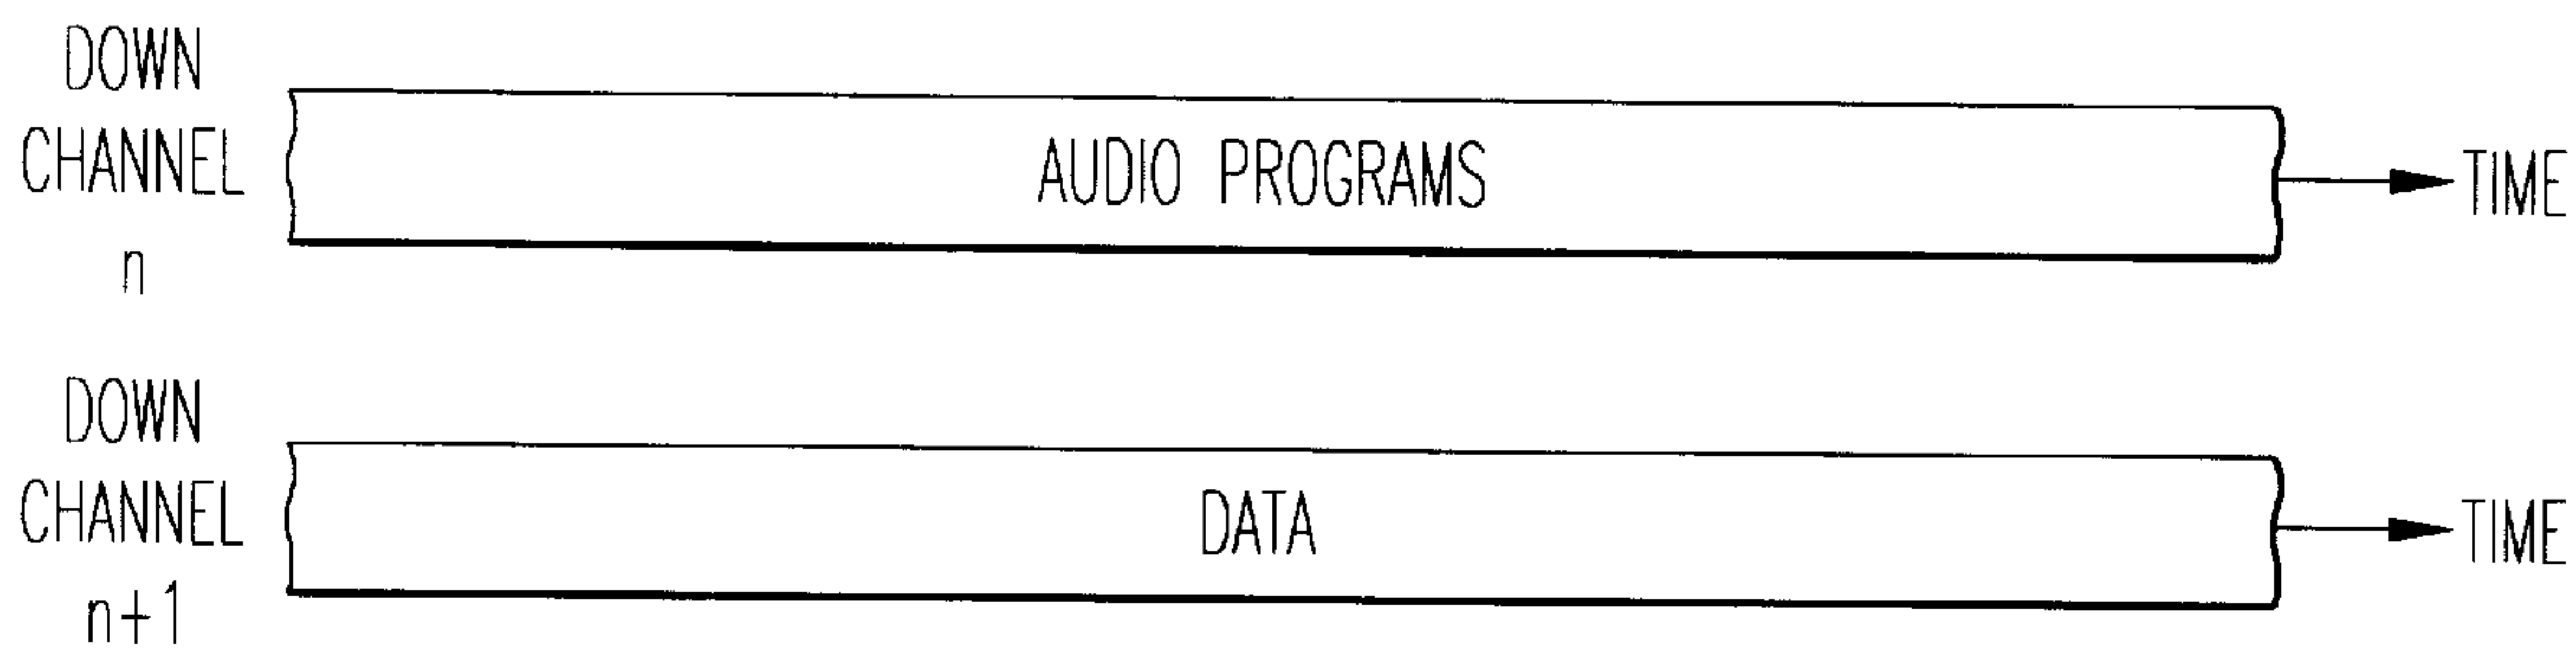 DOWN
CHANNEL
n
AUDIO PROGRAMS
TIME
DOWN
CHANNEL
n+1
DATA
TIME